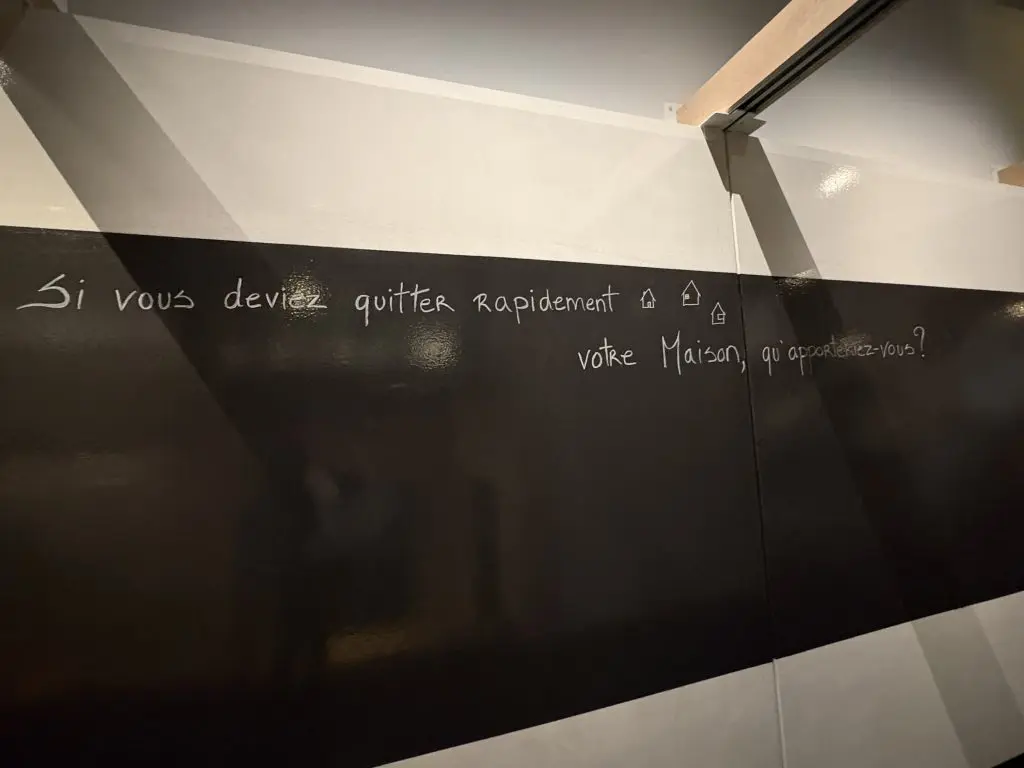 Si vous deviez quitter rapidement
votre Maison, qu'apporteriez-vous?